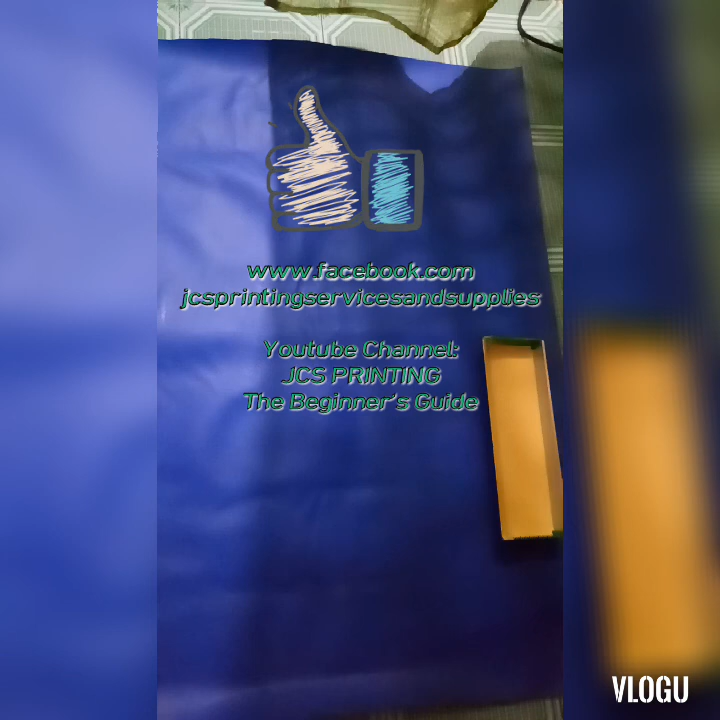 www.facebook.com
jcsprintingservicesandsupplies
Youtube Channel:
JCS PRINTING
The Beginner's Guide
VLOGU